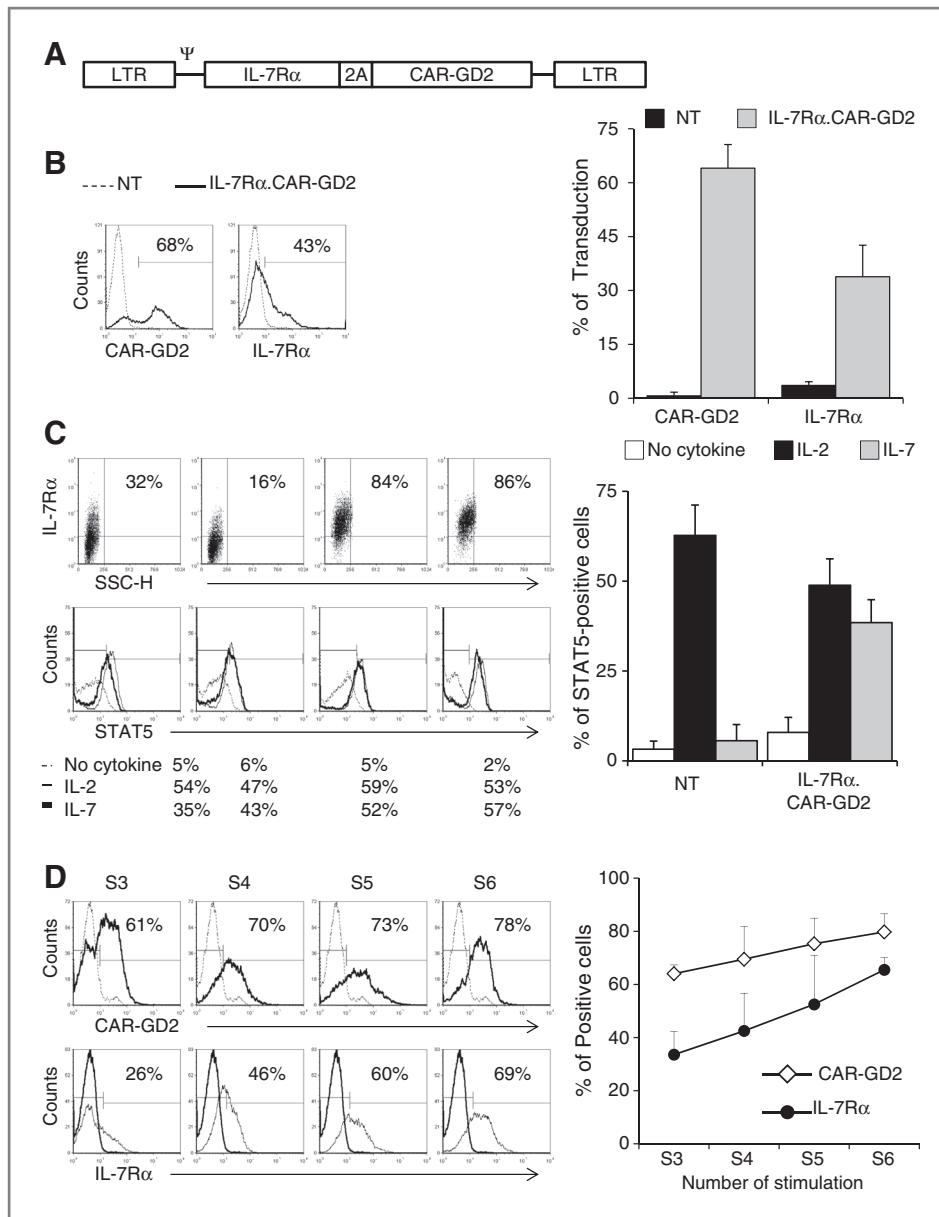 A
Ψ
LTR IL-7Rα 2A CAR-GD2 LTR
B
NT IL-7Rα.CAR-GD2
68% 43%
Counts
CAR-GD2 IL-7Rα
NT IL-7Rα.CAR-GD2
% of Transduction
75
60
45
30
15
0
CAR-GD2 IL-7Rα
C
IL-7Rα
32% 16% 84% 86%
0 256 512 768 1024
SSC-H
Counts
STAT5
No cytokine 5% 6% 5% 2%
IL-2 54% 47% 59% 53%
IL-7 35% 43% 52% 57%
No cytokine IL-2 IL-7
% of STAT5-positive cells
75
50
25
0
NT IL-7Rα.
CAR-GD2
D
S3 S4 S5 S6
Counts
61% 70% 73% 78%
CAR-GD2
Counts
26% 46% 60% 69%
IL-7Rα
% of Positive cells
100
80
60
40
20
0
CAR-GD2
IL-7Rα
S3 S4 S5 S6
Number of stimulation